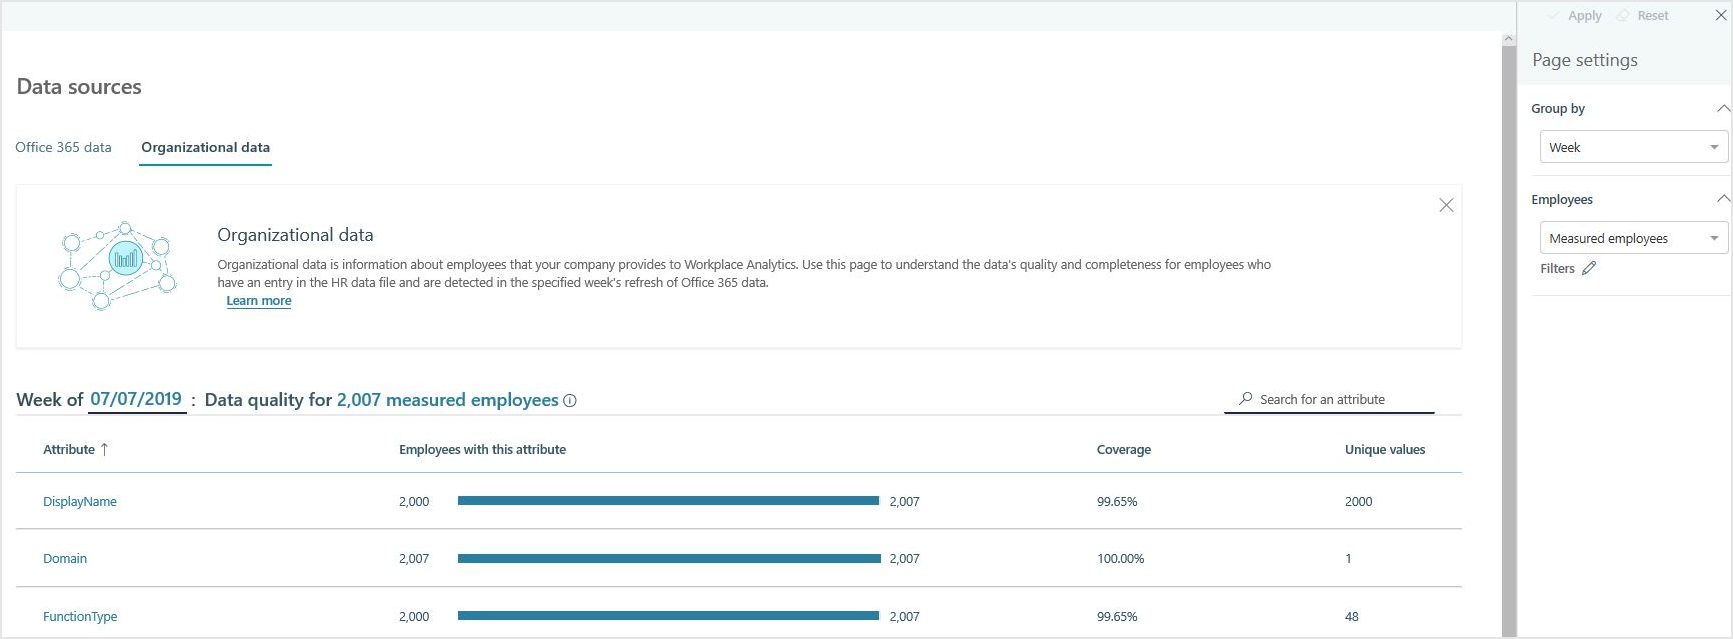 Apply Reset
Data sources
Office 365 data Organizational data
Organizational data
Organizational data is information about employees that your company provides to Workplace Analytics. Use this page to understand the data's quality and completeness for employees who
have an entry in the HR data file and are detected in the specified week's refresh of Office 365 data.
Learn more
Week of 07/07/2019 : Data quality for 2,007 measured employees
Search for an attribute
Attribute ↑ Employees with this attribute Coverage Unique values
DisplayName 2,000 2,007 99.65% 2000
Domain 2,007 2,007 100.00% 1
FunctionType 2,000 2,007 99.65% 48
Page settings
Group by
Week
Employees
Measured employees
Filters